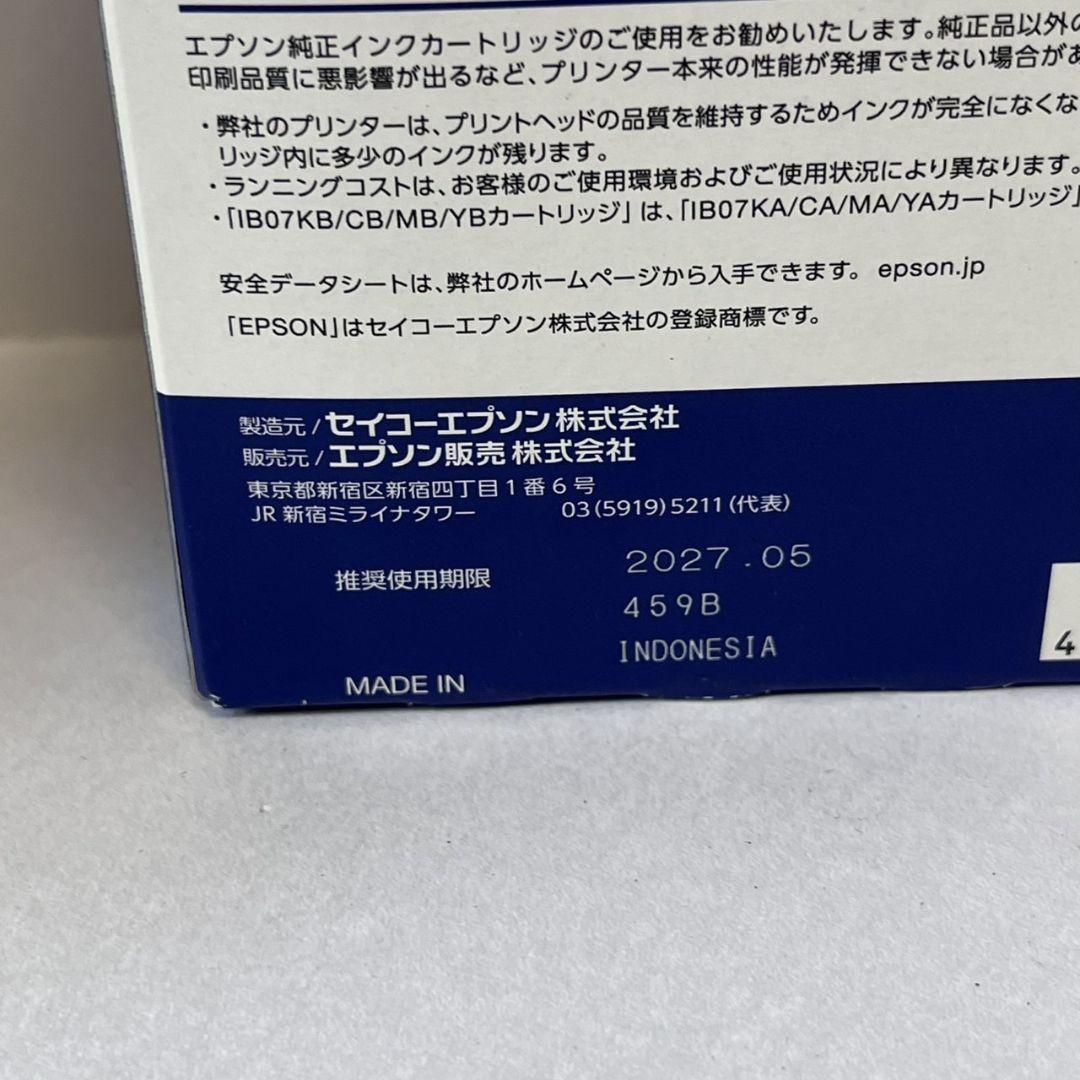 エプソン純正インクカートリッジのご使用をお勧めいたします。純正品以外の
印刷品質に悪影響が出るなど、プリンター本来の性能が発揮できない場合があ
・弊社のプリンターは、プリントヘッドの品質を維持するためインクが完全になくな
リッジ内に多少のインクが残ります。
・ランニングコストは、お客様のご使用環境およびご使用状況により異なります。
・「IB07KB/CB/MB/YBカートリッジ」は、「IB07KA/CA/MA/YAカートリッジ」
安全データシートは、弊社のホームページから入手できます。 epson.jp
「EPSON」はセイコーエプソン株式会社の登録商標です。
製造元/セイコーエプソン株式会社
販売元/エプソン販売株式会社
東京都新宿区新宿四丁目1番6号
JR新宿ミライナタワー 03(5919)5211(代表)
推奨使用期限 2027.05
459B
INDONESIA
MADE IN
4